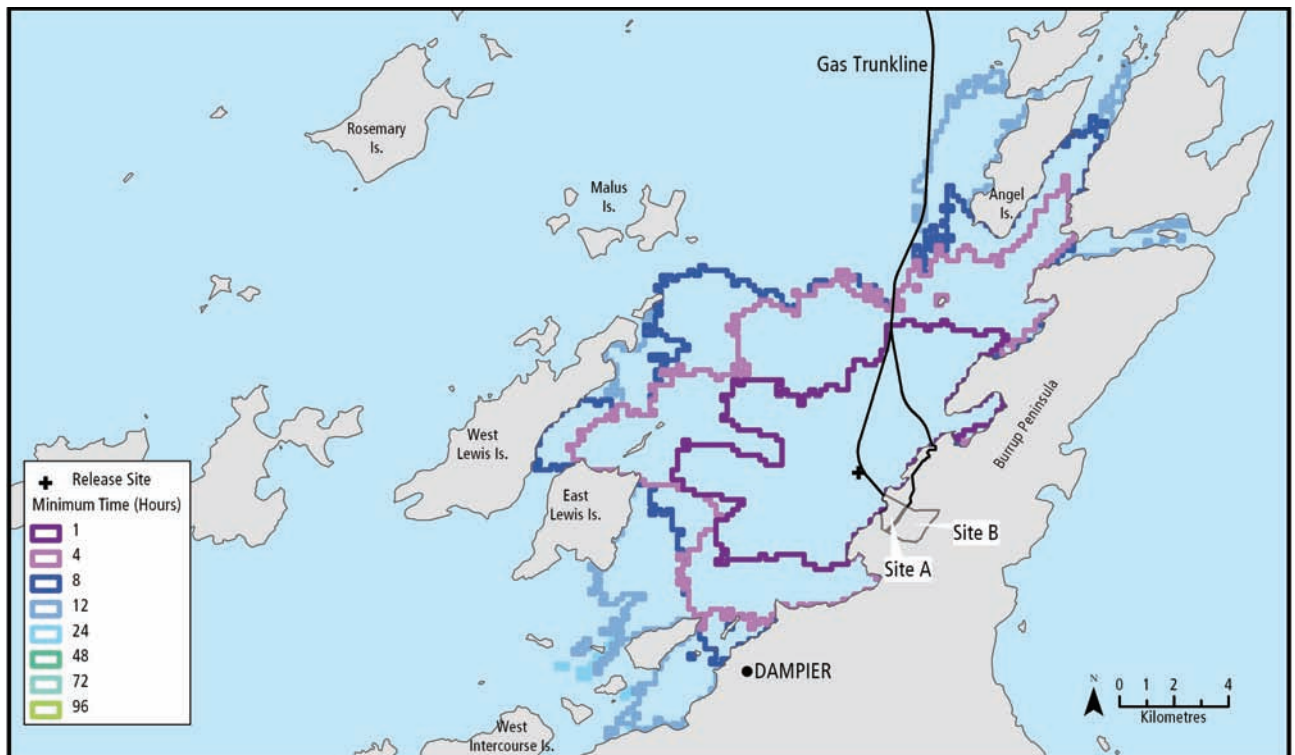 Gas Trunkline
Rosemary
Is.
Malus
Is.
Angel
Is.
West
Lewis Is.
East
Lewis Is.
Burrup Peninsula
Release Site
Minimum Time (Hours)
1
4
8
12
24
48
72
96
Site B
Site A
DAMPIER
West
Intercourse Is.
N
0 1 2 4
Kilometres